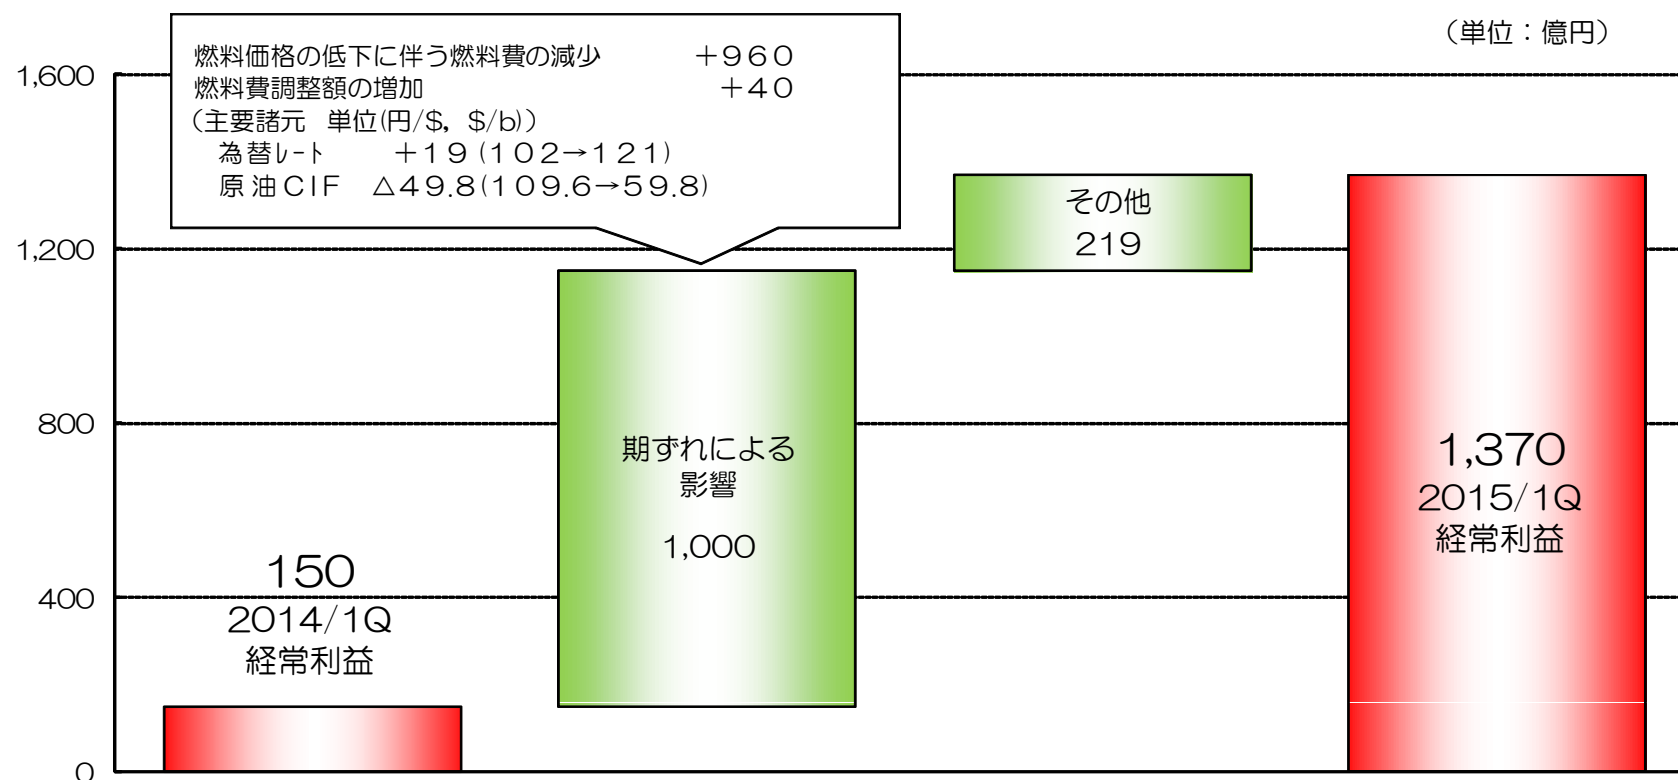 （単位：億円）
燃料価格の低下に伴う燃料費の減少　＋９６０
燃料費調整額の増加　＋４０
（主要諸元　単位(円/$, $/b)）
為替ﾚｰﾄ　＋１９(１０２→１２１)
原油CIF　△４９.８(１０９.６→５９.８)
1,600
1,200
800
400
0
150
2014/1Q
経常利益
期ずれによる
影響
1,000
その他
219
1,370
2015/1Q
経常利益